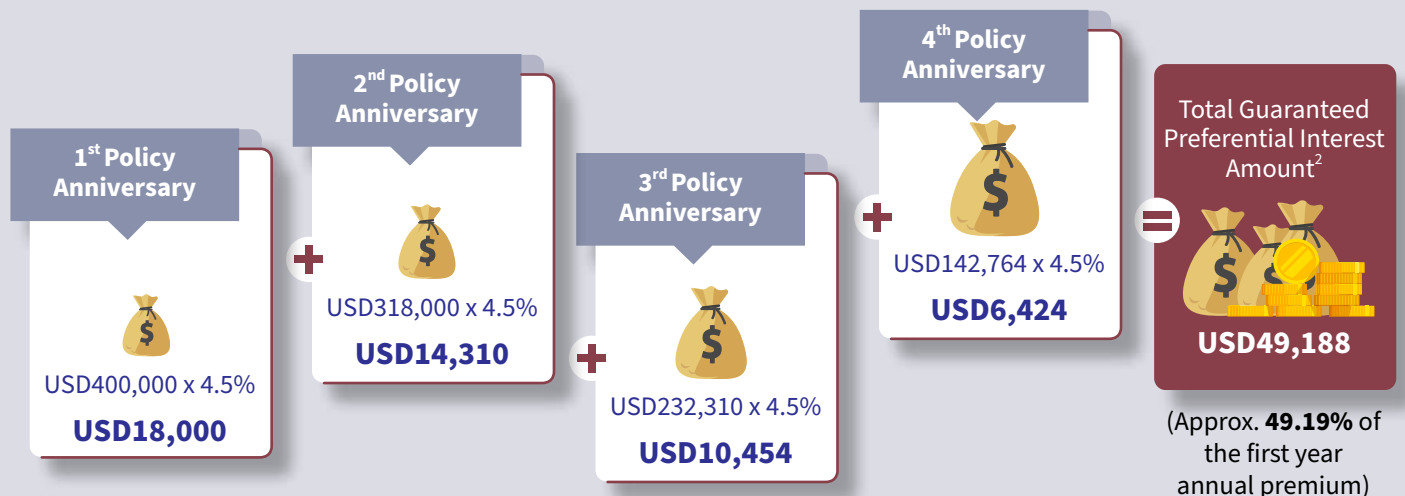 1st Policy
Anniversary
$
USD400,000 x 4.5%
USD18,000
+
2nd Policy
Anniversary
$
USD318,000 x 4.5%
USD14,310
+
3rd Policy
Anniversary
$
USD232,310 x 4.5%
USD10,454
+
4th Policy
Anniversary
$
USD142,764 x 4.5%
USD6,424
=
Total Guaranteed
Preferential Interest
Amount2
$ $ $
USD49,188
(Approx. 49.19% of
the first year
annual premium)